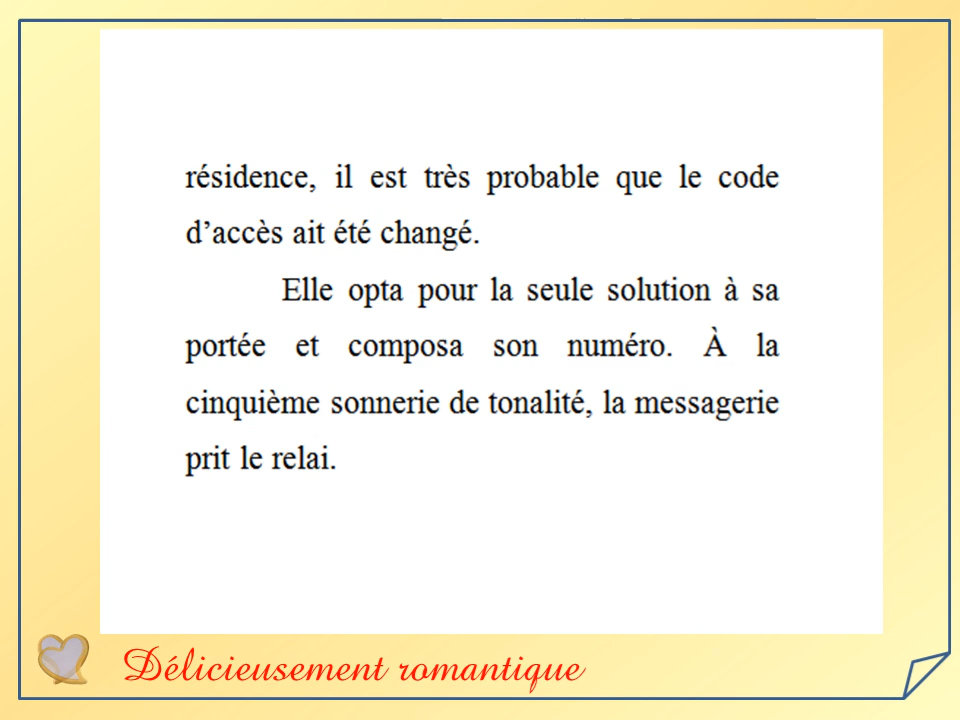 résidence, il est très probable que le code
d’accès ait été changé.
Elle opta pour la seule solution à sa
portée et composa son numéro. À la
cinquième sonnerie de tonalité, la messagerie
prit le relai.
Délicieusement romantique